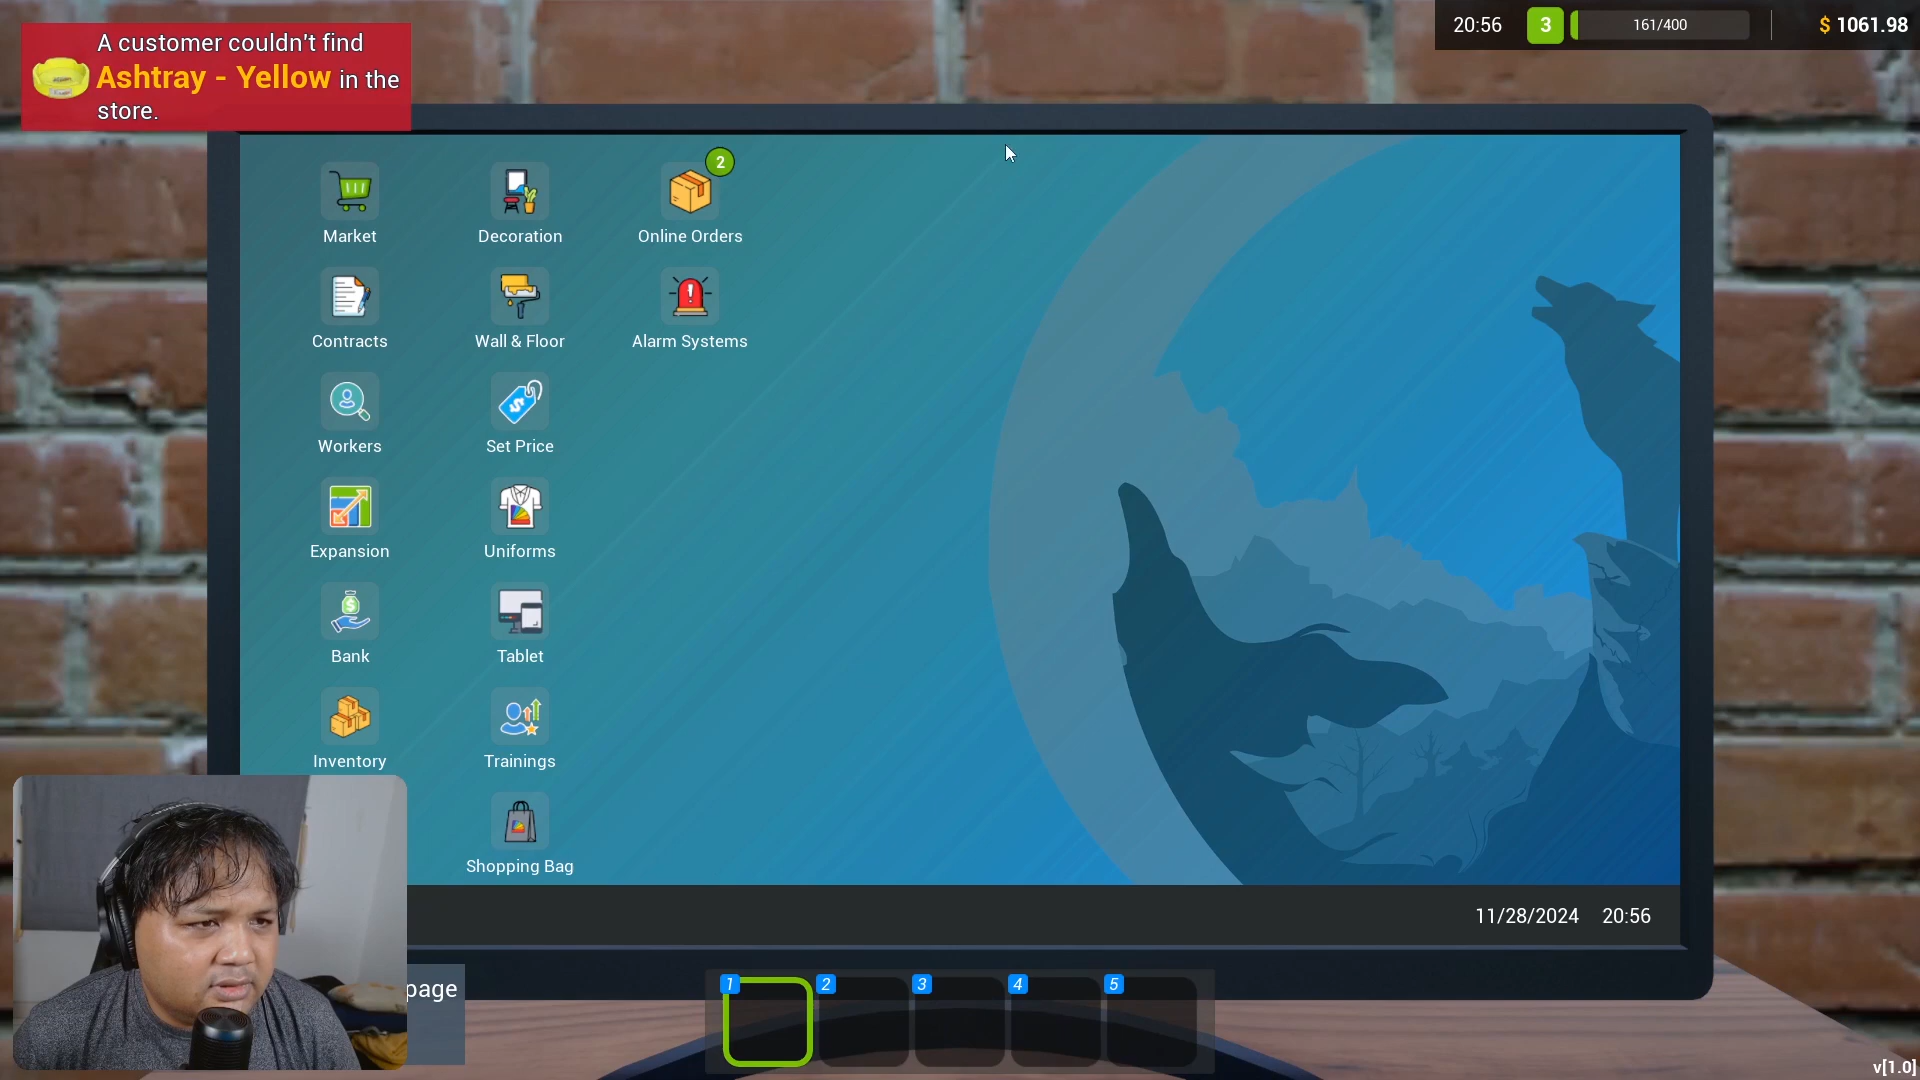 A customer couldn't find
Ashtray - Yellow in the
store.
20:56
3
161/400
$ 1061.98
2
Market
Decoration
Online Orders
Contracts
Wall & Floor
Alarm Systems
Workers
Set Price
Expansion
Uniforms
Bank
Tablet
Inventory
Trainings
Shopping Bag
11/28/2024 20:56
page
1
2
3
4
5
v[1.0]